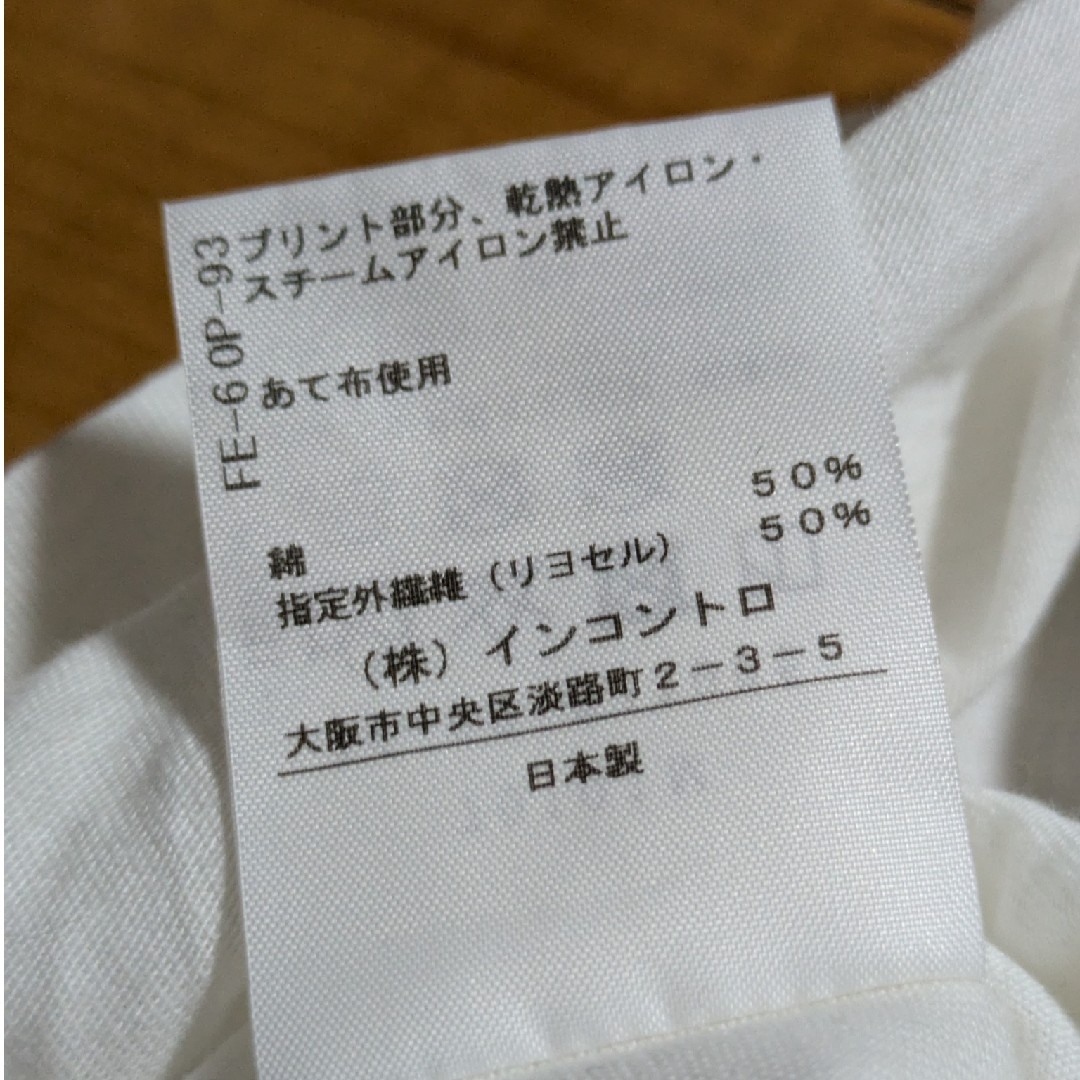 FE-6 OP-93
プリント部分、乾熱アイロン・
スチームアイロン禁止
あて布使用
綿 50%
指定外繊維（リヨセル） 50%
（株）インコントロ
大阪市中央区淡路町2-3-5
日本製